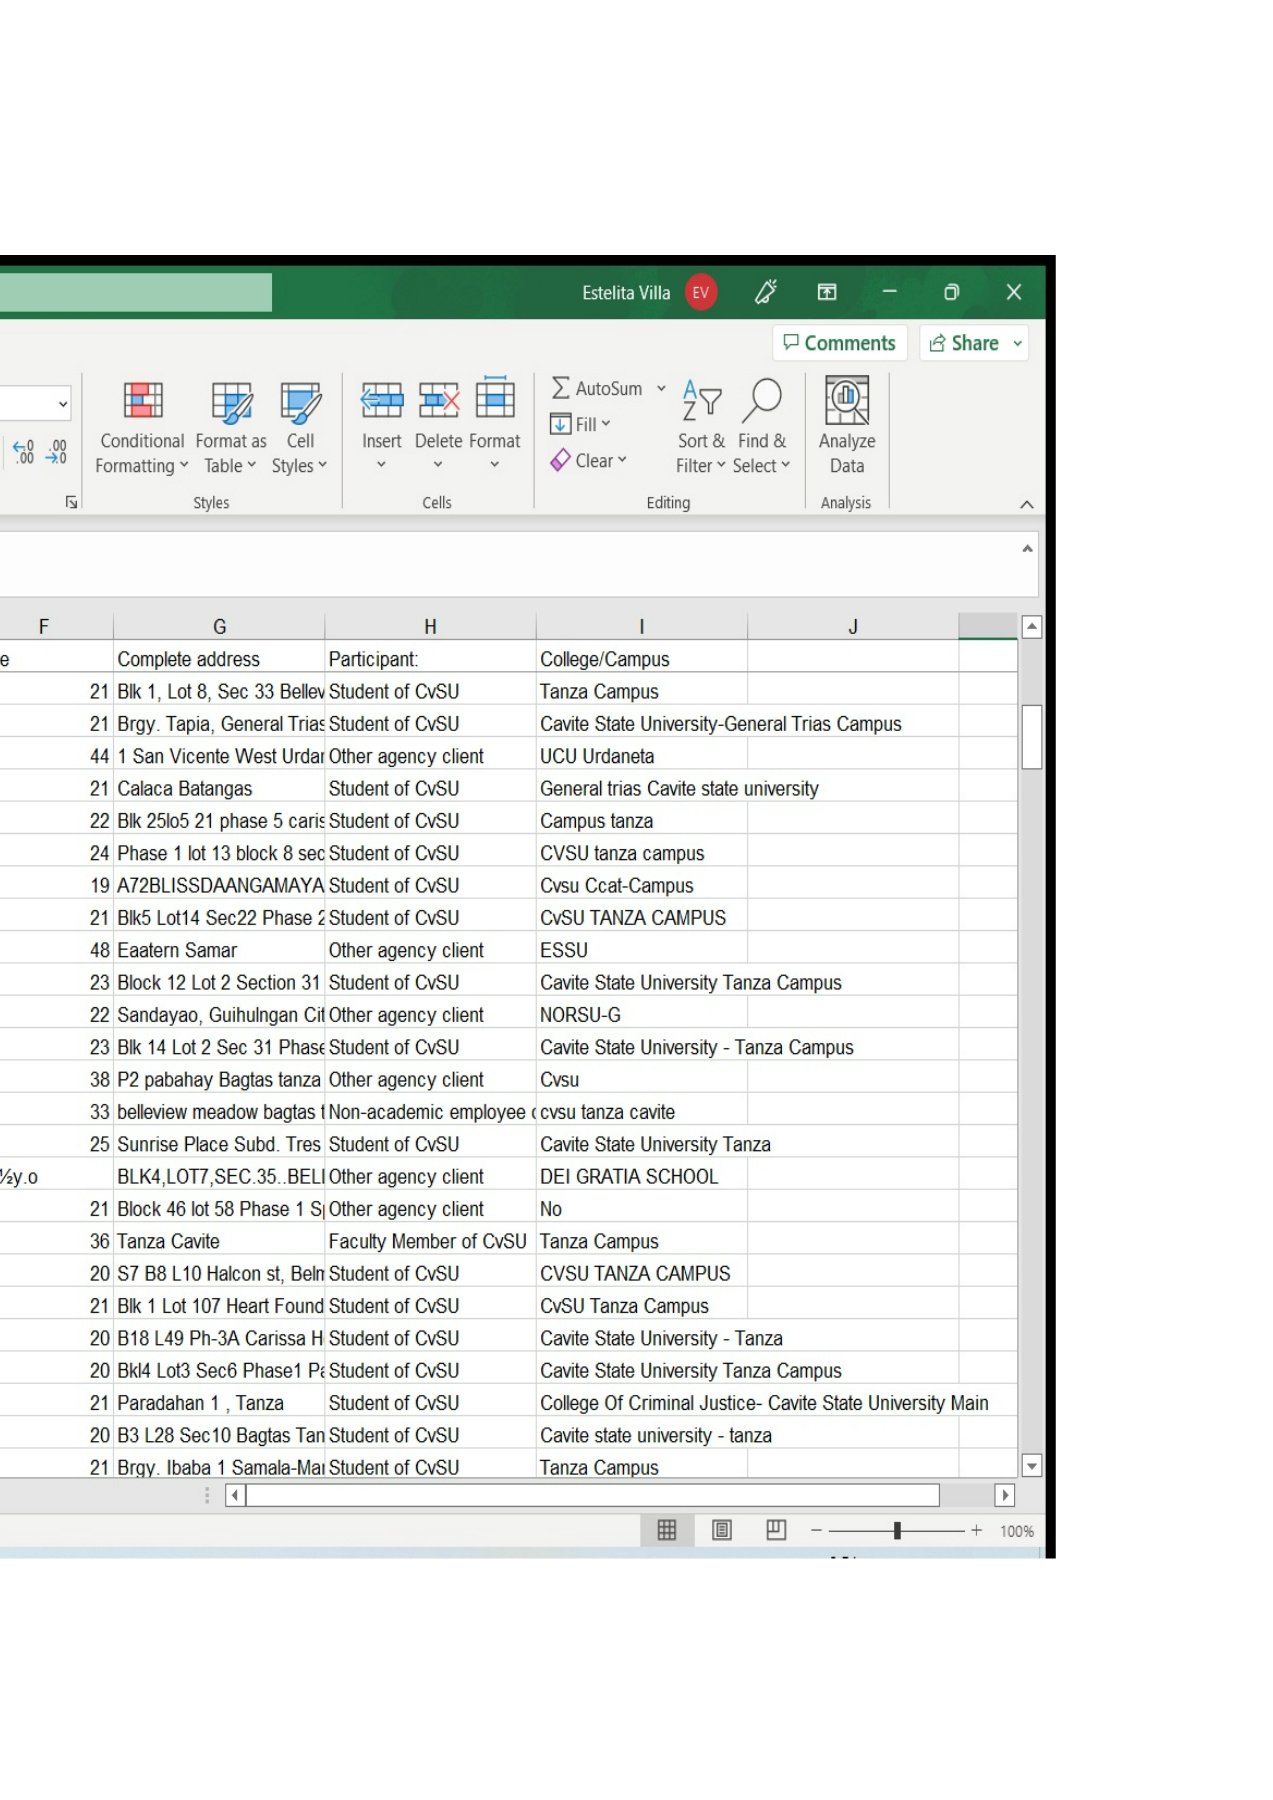 Estelita Villa EV
Comments Share
AutoSum
Fill
Clear
Conditional Formatting Format as Table Cell Styles Insert Delete Format Sort & Filter Find & Select Analyze Data
Styles Cells Editing Analysis
F G H I J
e Complete address Participant: College/Campus
21 Blk 1, Lot 8, Sec 33 Bellev Student of CvSU Tanza Campus
21 Brgy. Tapia, General Trias Student of CvSU Cavite State University-General Trias Campus
44 1 San Vicente West Urdan Other agency client UCU Urdaneta
21 Calaca Batangas Student of CvSU General trias Cavite state university
22 Blk 25lo5 21 phase 5 caris Student of CvSU Campus tanza
24 Phase 1 lot 13 block 8 sec Student of CvSU CVSU tanza campus
19 A72BLISSDAANGAMAYA Student of CvSU Cvsu Ccat-Campus
21 Blk5 Lot14 Sec22 Phase 2 Student of CvSU CvSU TANZA CAMPUS
48 Eaatern Samar Other agency client ESSU
23 Block 12 Lot 2 Section 31 Student of CvSU Cavite State University Tanza Campus
22 Sandayao, Guihulngan Cit Other agency client NORSU-G
23 Blk 14 Lot 2 Sec 31 Phase Student of CvSU Cavite State University - Tanza Campus
38 P2 pabahay Bagtas tanza Other agency client Cvsu
33 belleview meadow bagtas t Non-academic employee cvsu tanza cavite
25 Sunrise Place Subd. Tres Student of CvSU Cavite State University Tanza
½y.o BLK4,LOT7,SEC.35..BELI Other agency client DEI GRATIA SCHOOL
21 Block 46 lot 58 Phase 1 Sp Other agency client No
36 Tanza Cavite Faculty Member of CvSU Tanza Campus
20 S7 B8 L10 Halcon st, Belm Student of CvSU CVSU TANZA CAMPUS
21 Blk 1 Lot 107 Heart Found Student of CvSU CvSU Tanza Campus
20 B18 L49 Ph-3A Carissa H Student of CvSU Cavite State University - Tanza
20 Bkl4 Lot3 Sec6 Phase1 Pa Student of CvSU Cavite State University Tanza Campus
21 Paradahan 1 , Tanza Student of CvSU College Of Criminal Justice- Cavite State University Main
20 B3 L28 Sec10 Bagtas Tan Student of CvSU Cavite state university - tanza
21 Brgy. Ibaba 1 Samala-Mar Student of CvSU Tanza Campus
100%